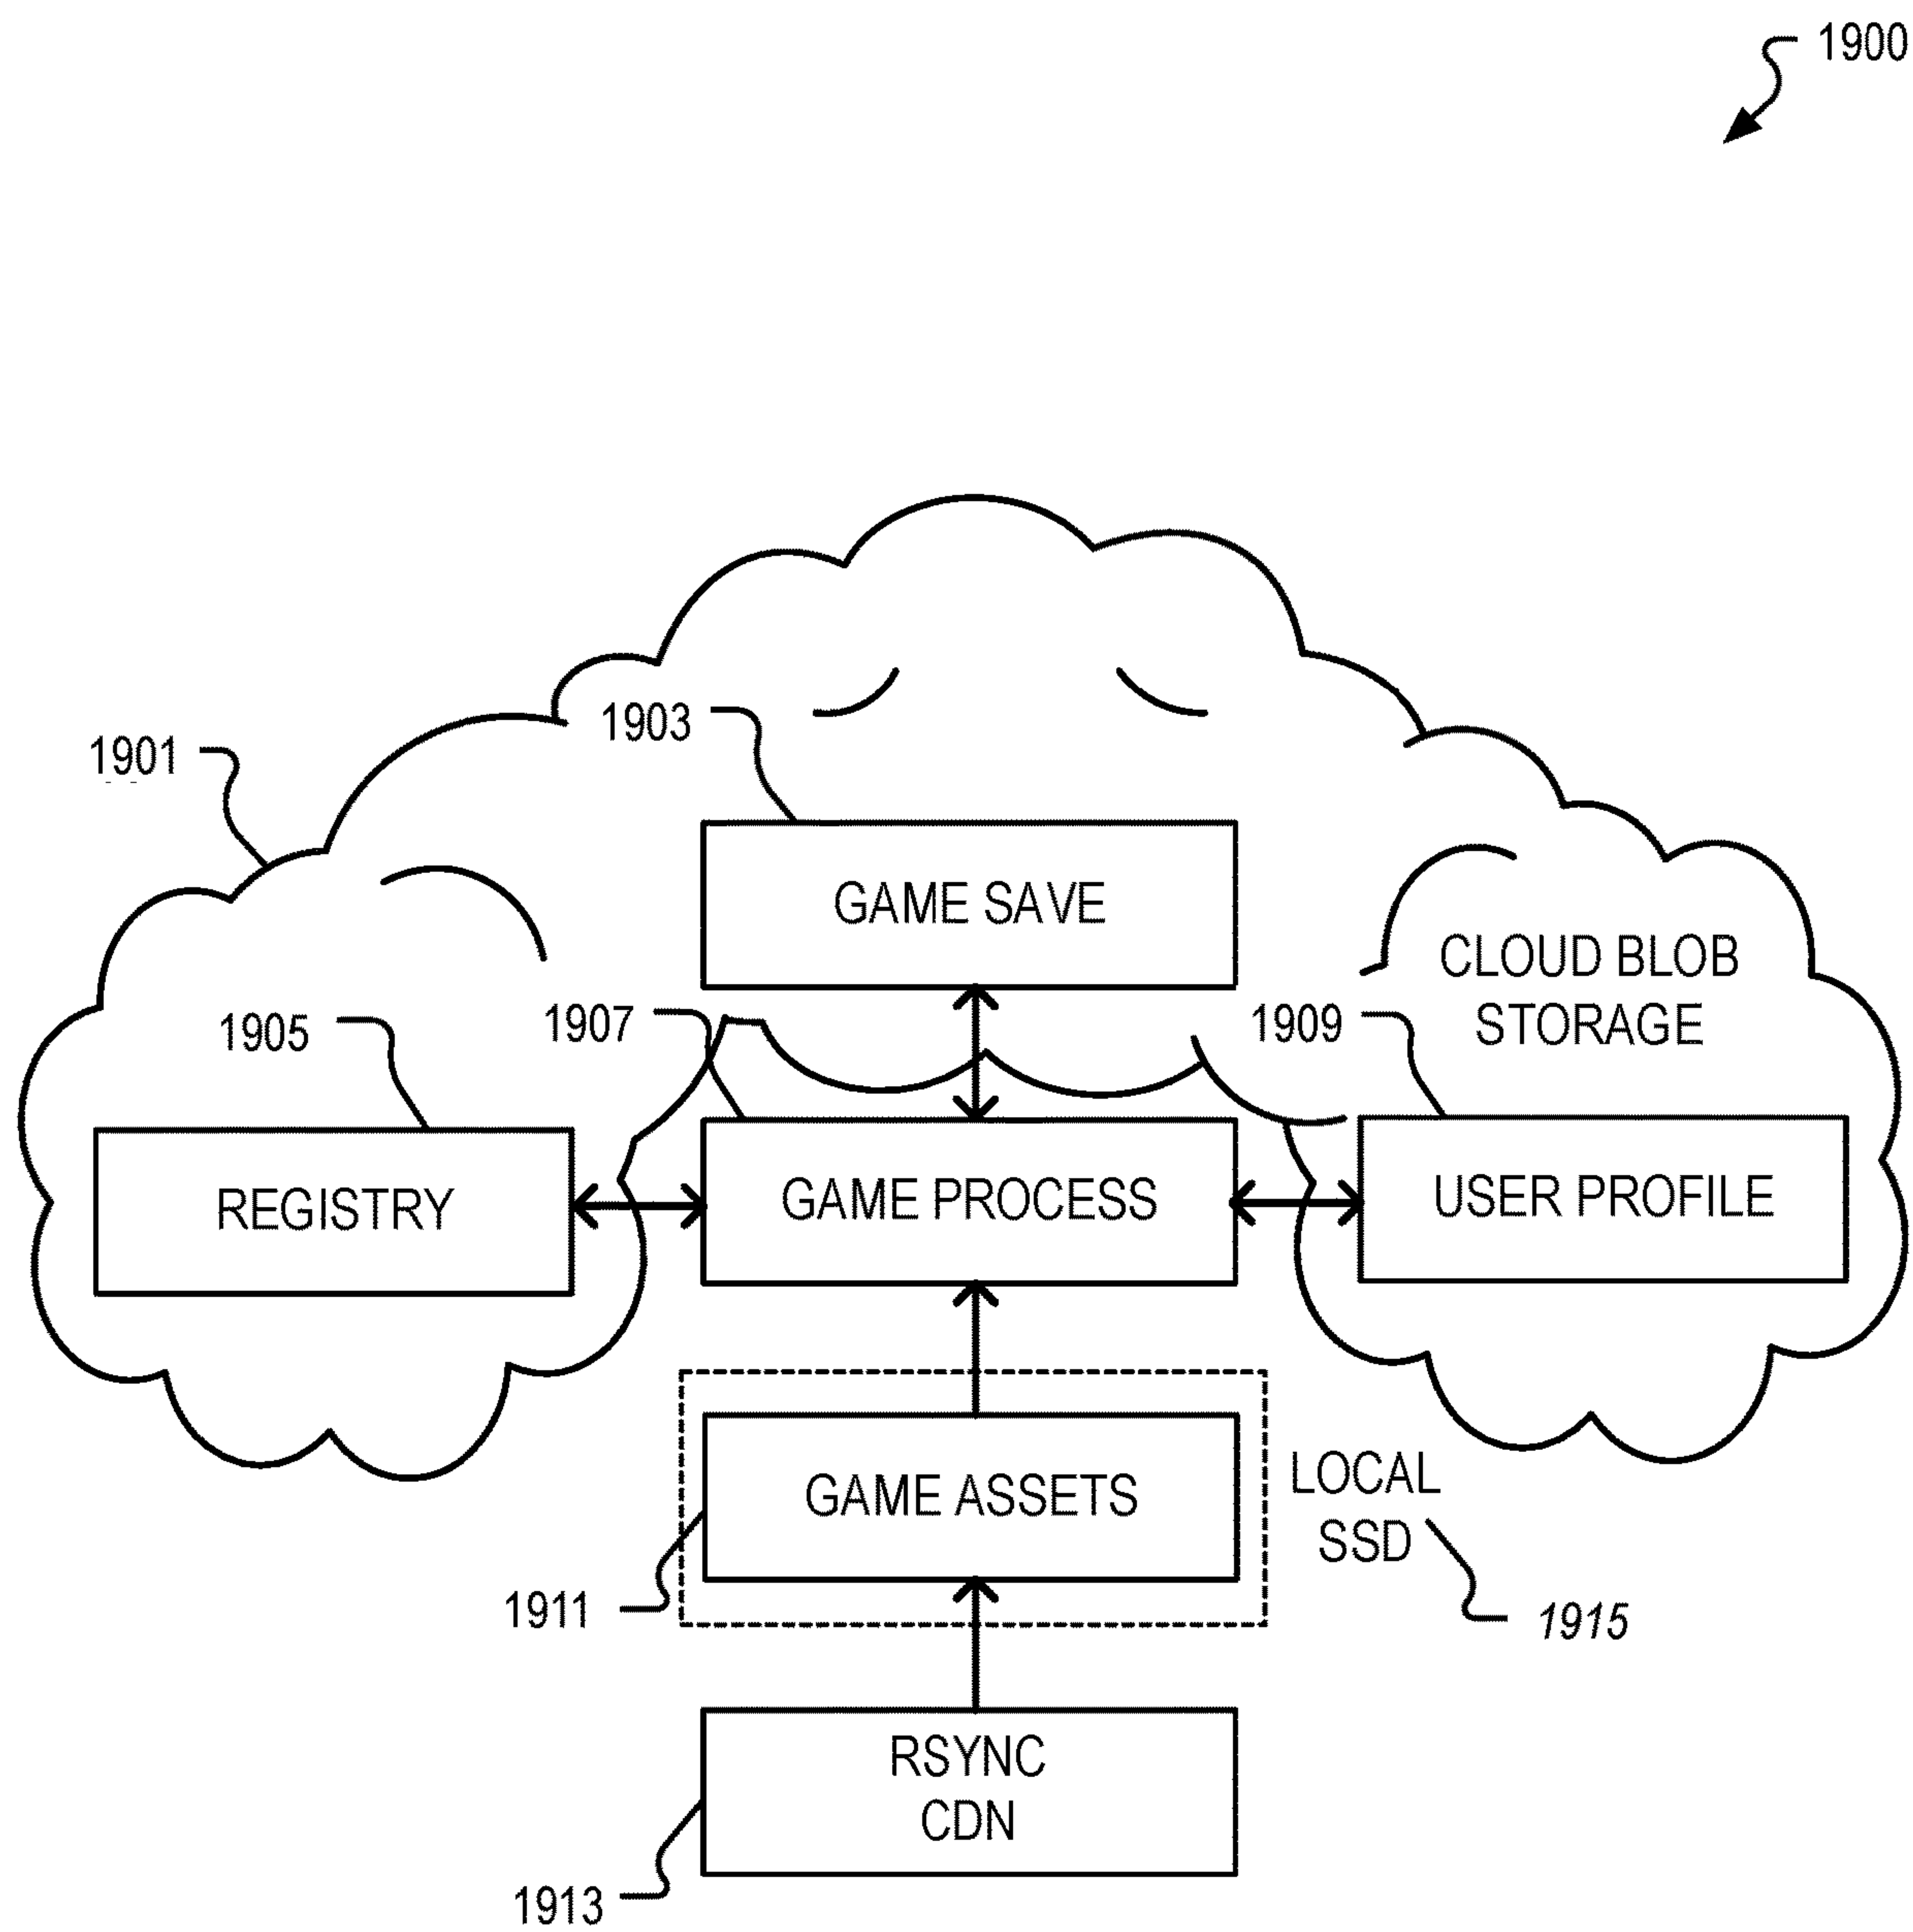 1900
1903
1901
GAME SAVE
CLOUD BLOB
STORAGE
1905
1907
1909
REGISTRY
GAME PROCESS
USER PROFILE
GAME ASSETS
LOCAL
SSD
1911
1915
RSYNC
CDN
1913